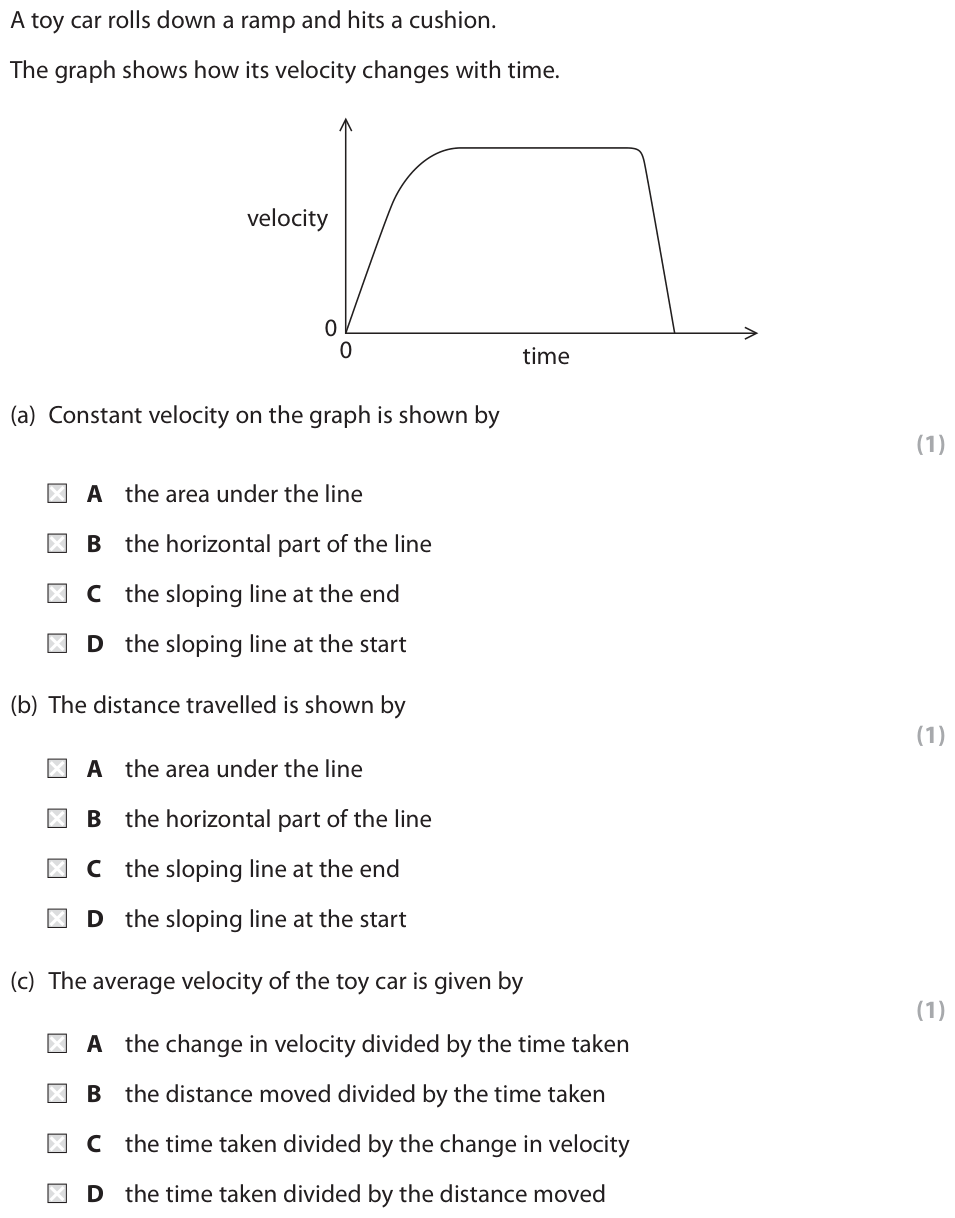 A toy car rolls down a ramp and hits a cushion.
The graph shows how its velocity changes with time.
velocity
0
0
time
(a) Constant velocity on the graph is shown by
(1)
A the area under the line
B the horizontal part of the line
C the sloping line at the end
D the sloping line at the start
(b) The distance travelled is shown by
(1)
A the area under the line
B the horizontal part of the line
C the sloping line at the end
D the sloping line at the start
(c) The average velocity of the toy car is given by
(1)
A the change in velocity divided by the time taken
B the distance moved divided by the time taken
C the time taken divided by the change in velocity
D the time taken divided by the distance moved